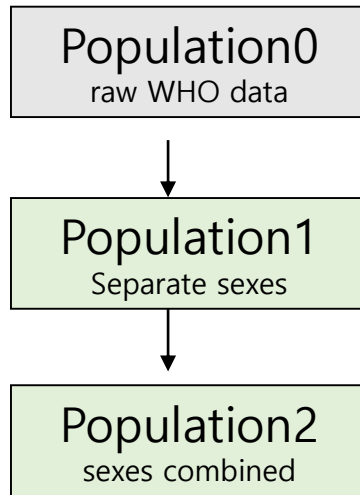 Population0
raw WHO data
Population1
Separate sexes
Population2
sexes combined